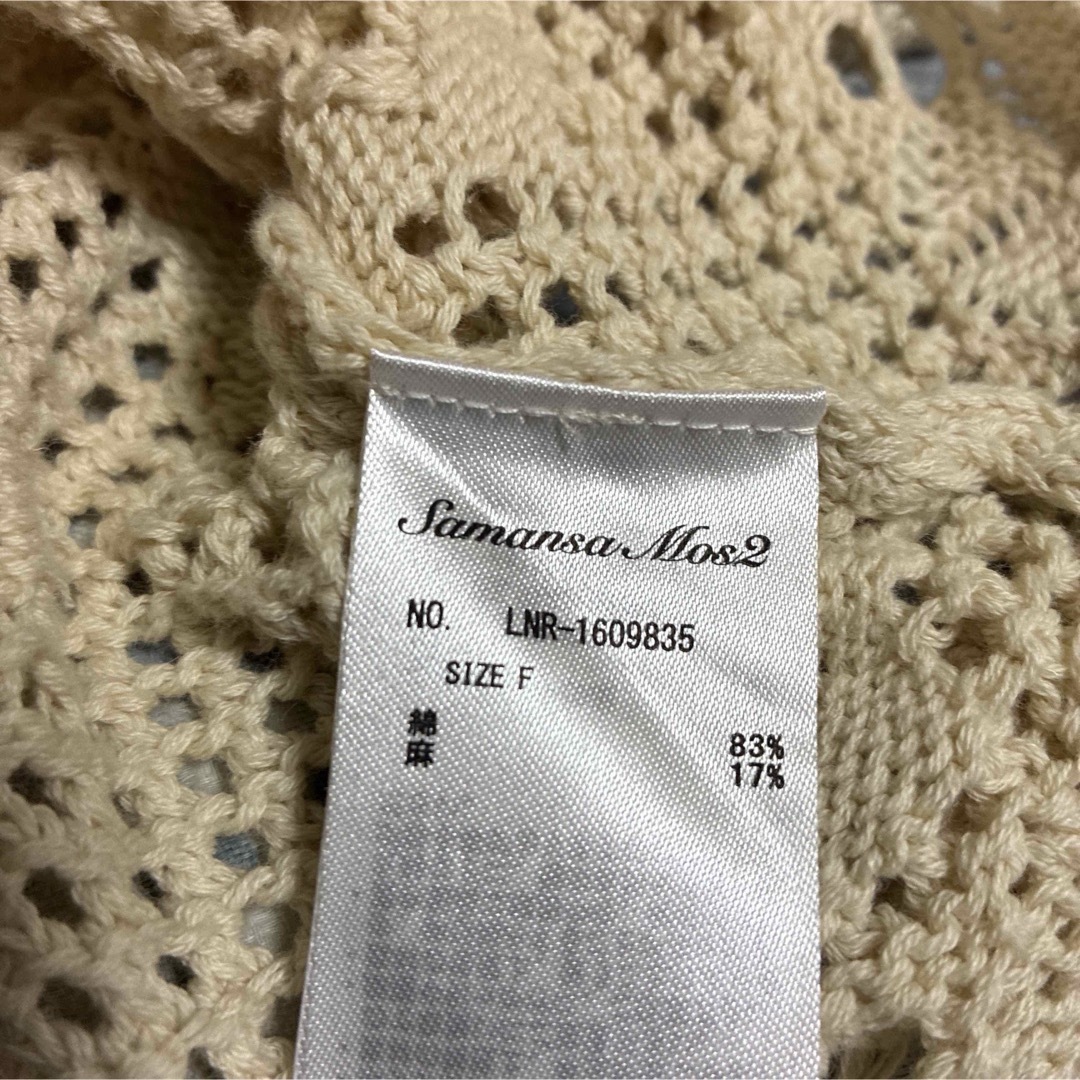 Samansa Mos2
NO. LNR-1609835
SIZE F
綿 83%
麻 17%